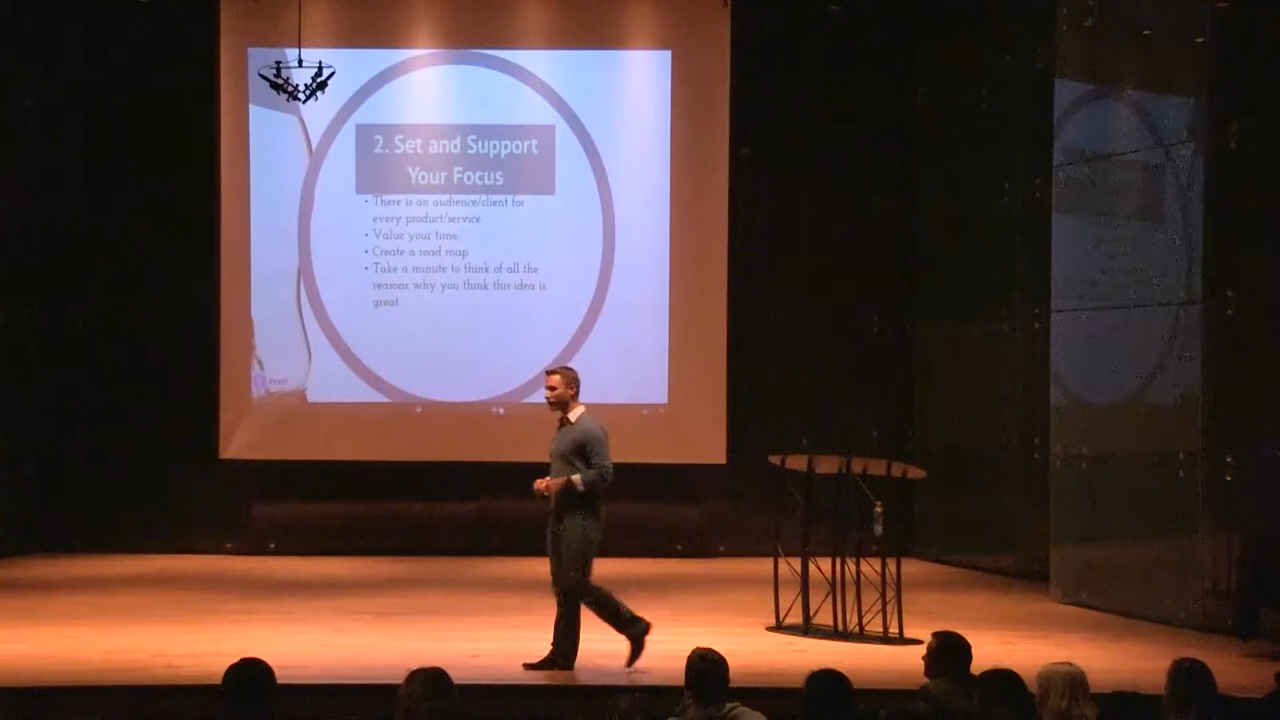 2. Set and Support
Your Focus
• There is an audience/client for
every product/service
• Value your time
• Create a road map
• Take a minute to think of all the
reasons why you think this idea is
great
Prezi